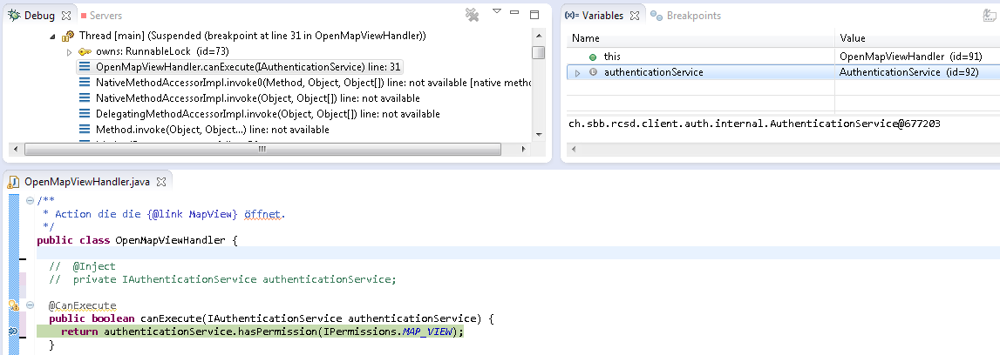 Debug Servers
Thread [main] (Suspended (breakpoint at line 31 in OpenMapViewHandler))
owns: RunnableLock (id=73)
OpenMapViewHandler.canExecute(IAuthenticationService) line: 31
NativeMethodAccessorImpl.invoke0(Method, Object, Object[]) line: not available [native metho
NativeMethodAccessorImpl.invoke(Object, Object[]) line: not available
DelegatingMethodAccessorImpl.invoke(Object, Object[]) line: not available
Method.invoke(Object, Object...) line: not available
(x)= Variables Breakpoints
Name Value
this OpenMapViewHandler (id=91)
authenticationService AuthenticationService (id=92)
ch.sbb.rcsd.client.auth.internal.AuthenticationService@677203
OpenMapViewHandler.java
/**
* Action die die {@link MapView} öffnet.
*/
public class OpenMapViewHandler {
// @Inject
// private IAuthenticationService authenticationService;
@CanExecute
public boolean canExecute(IAuthenticationService authenticationService) {
return authenticationService.hasPermission(IPermissions.MAP_VIEW);
}